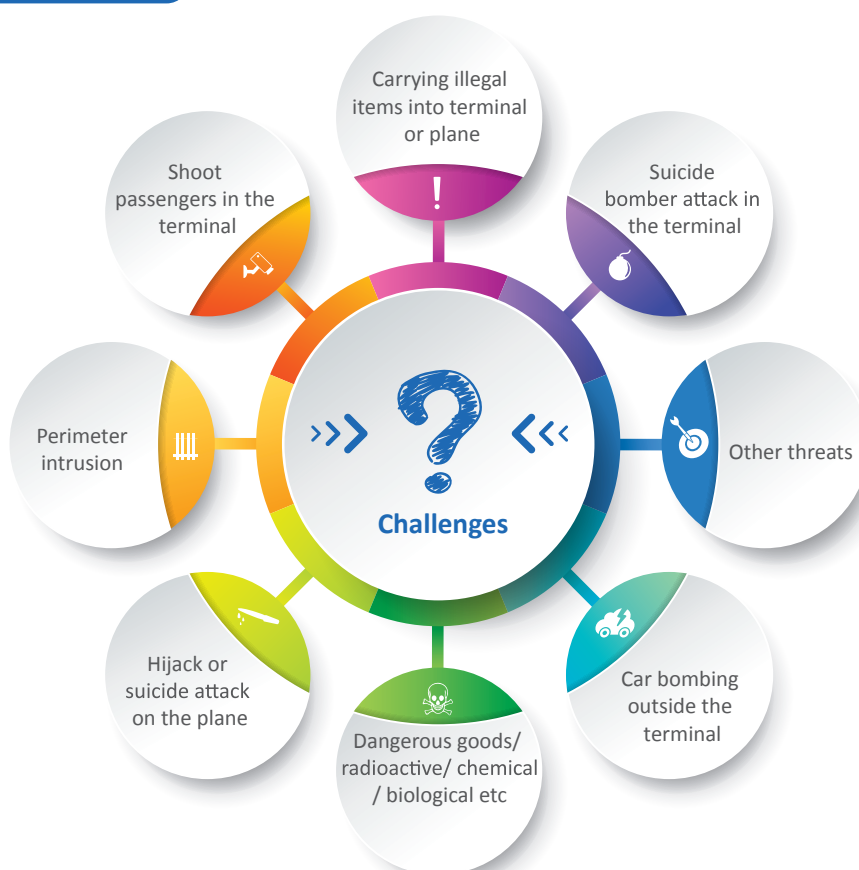 Carrying illegal
items into terminal
or plane
Suicide
bomber attack in
the terminal
Other threats
Car bombing
outside the
terminal
Dangerous goods/
radioactive/ chemical
/ biological etc
Hijack or
suicide attack
on the plane
Perimeter
intrusion
Shoot
passengers in the
terminal
?
Challenges